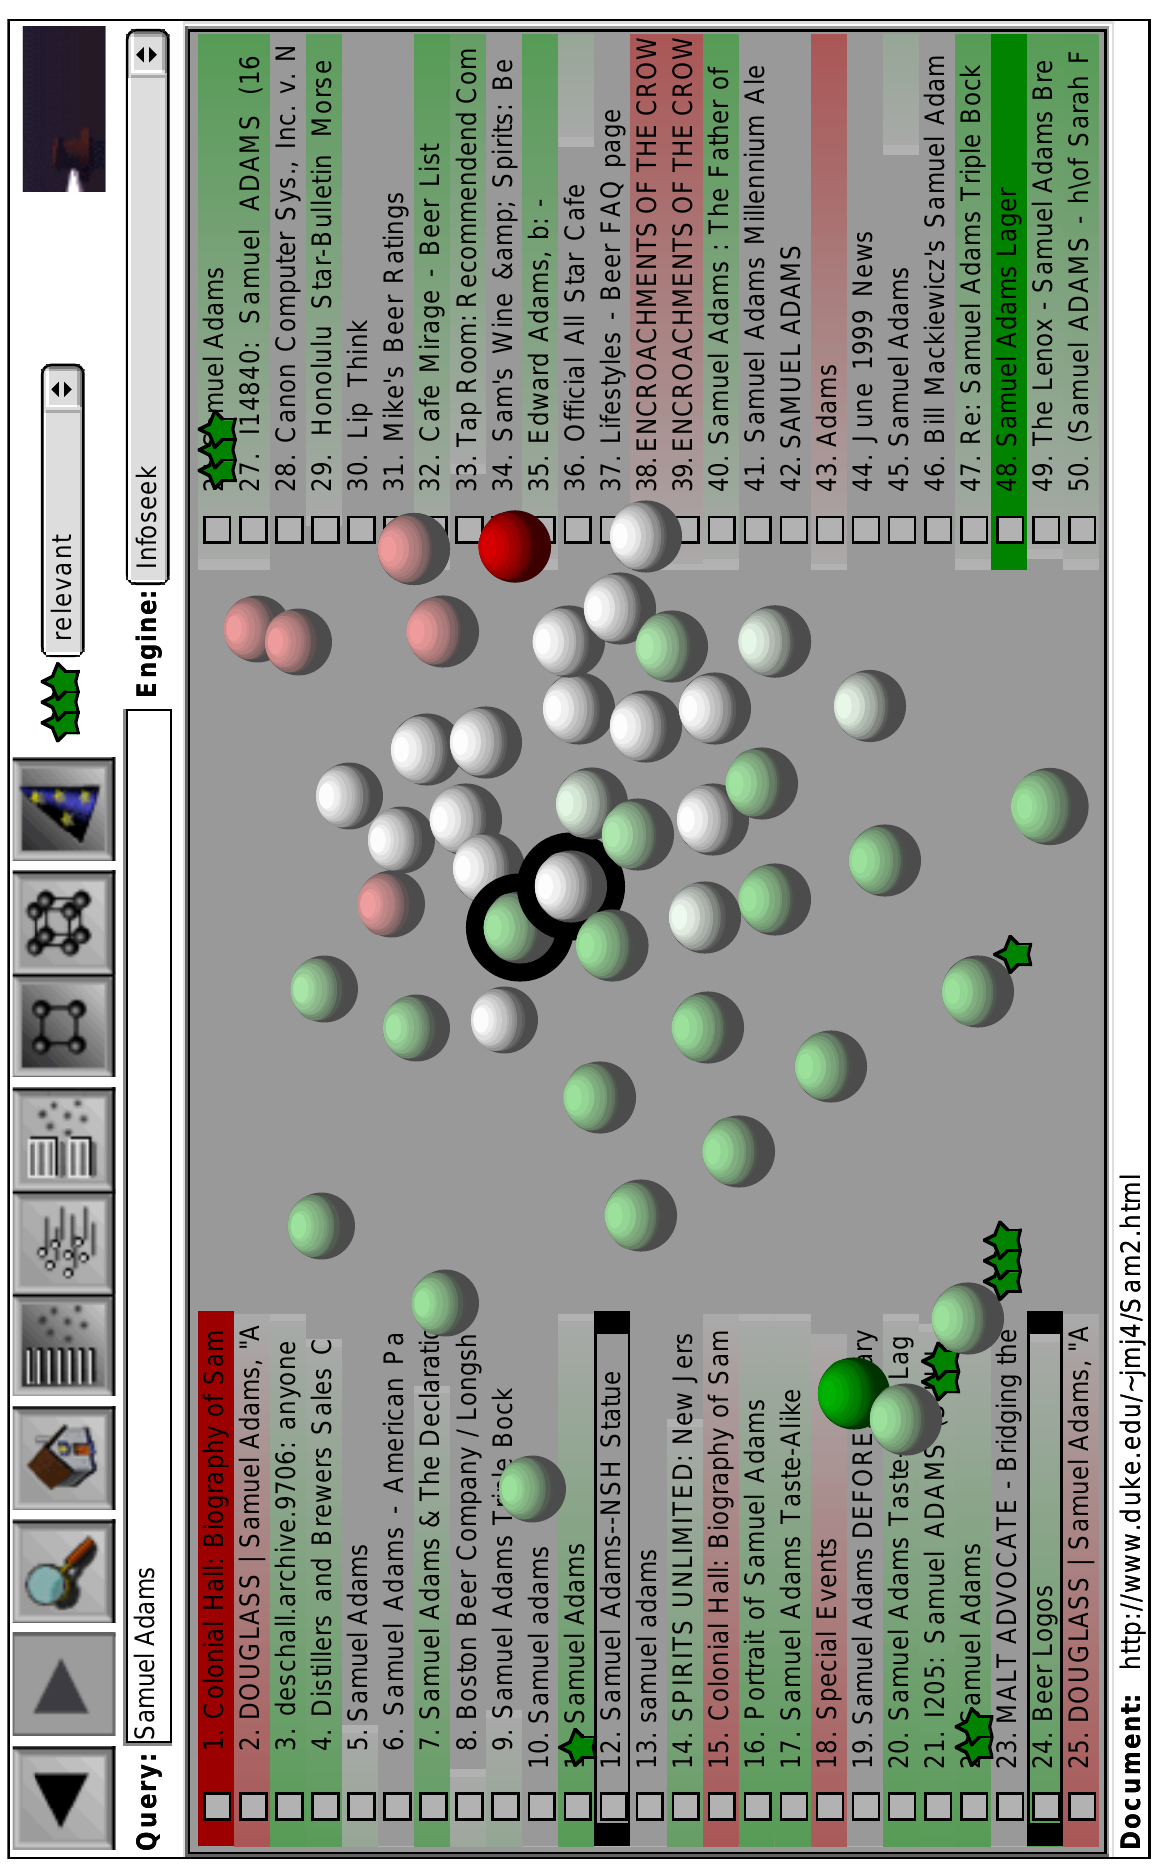 relevant
Query: Samuel Adams
Engine: Infoseek
1. Colonial Hall: Biography of Sam
2. DOUGLASS | Samuel Adams, "A
3. deschall.archive.9706: anyone
4. Distillers and Brewers Sales C
5. Samuel Adams
6. Samuel Adams - American Pa
7. Samuel Adams & The Declaratio
8. Boston Beer Company / Longsh
9. Samuel Adams Triple Bock
10. Samuel adams
Samuel Adams
12. Samuel Adams--NSH Statue
13. samuel adams
14. SPIRITS UNLIMITED: New Jers
15. Colonial Hall: Biography of Sam
16. Portrait of Samuel Adams
17. Samuel Adams Taste-Alike
18. Special Events
19. Samuel Adams DEFORE ary
20. Samuel Adams Taste- Lag
21. I205: Samuel ADAMS
Samuel Adams
23. MALT ADVOCATE - Bridging the
24. Beer Logos
25. DOUGLASS | Samuel Adams, "A
Samuel Adams
27. I14840: Samuel ADAMS (16
28. Canon Computer Sys., Inc. v. N
29. Honolulu Star-Bulletin Morse
30. Lip Think
31. Mike's Beer Ratings
32. Cafe Mirage - Beer List
33. Tap Room: Recommendend Com
34. Sam's Wine &amp; Spirits: Be
35. Edward Adams, b: -
36. Official All Star Cafe
37. Lifestyles - Beer FAQ page
38. ENCROACHMENTS OF THE CROW
39. ENCROACHMENTS OF THE CROW
40. Samuel Adams : The Father of
41. Samuel Adams Millennium Ale
42. SAMUEL ADAMS
43. Adams
44. June 1999 News
45. Samuel Adams
46. Bill Mackiewicz's Samuel Adam
47. Re: Samuel Adams Triple Bock
48. Samuel Adams Lager
49. The Lenox - Samuel Adams Bre
50. (Samuel ADAMS - h\of Sarah F
Document: http://www.duke.edu/~jmj4/Sam2.html